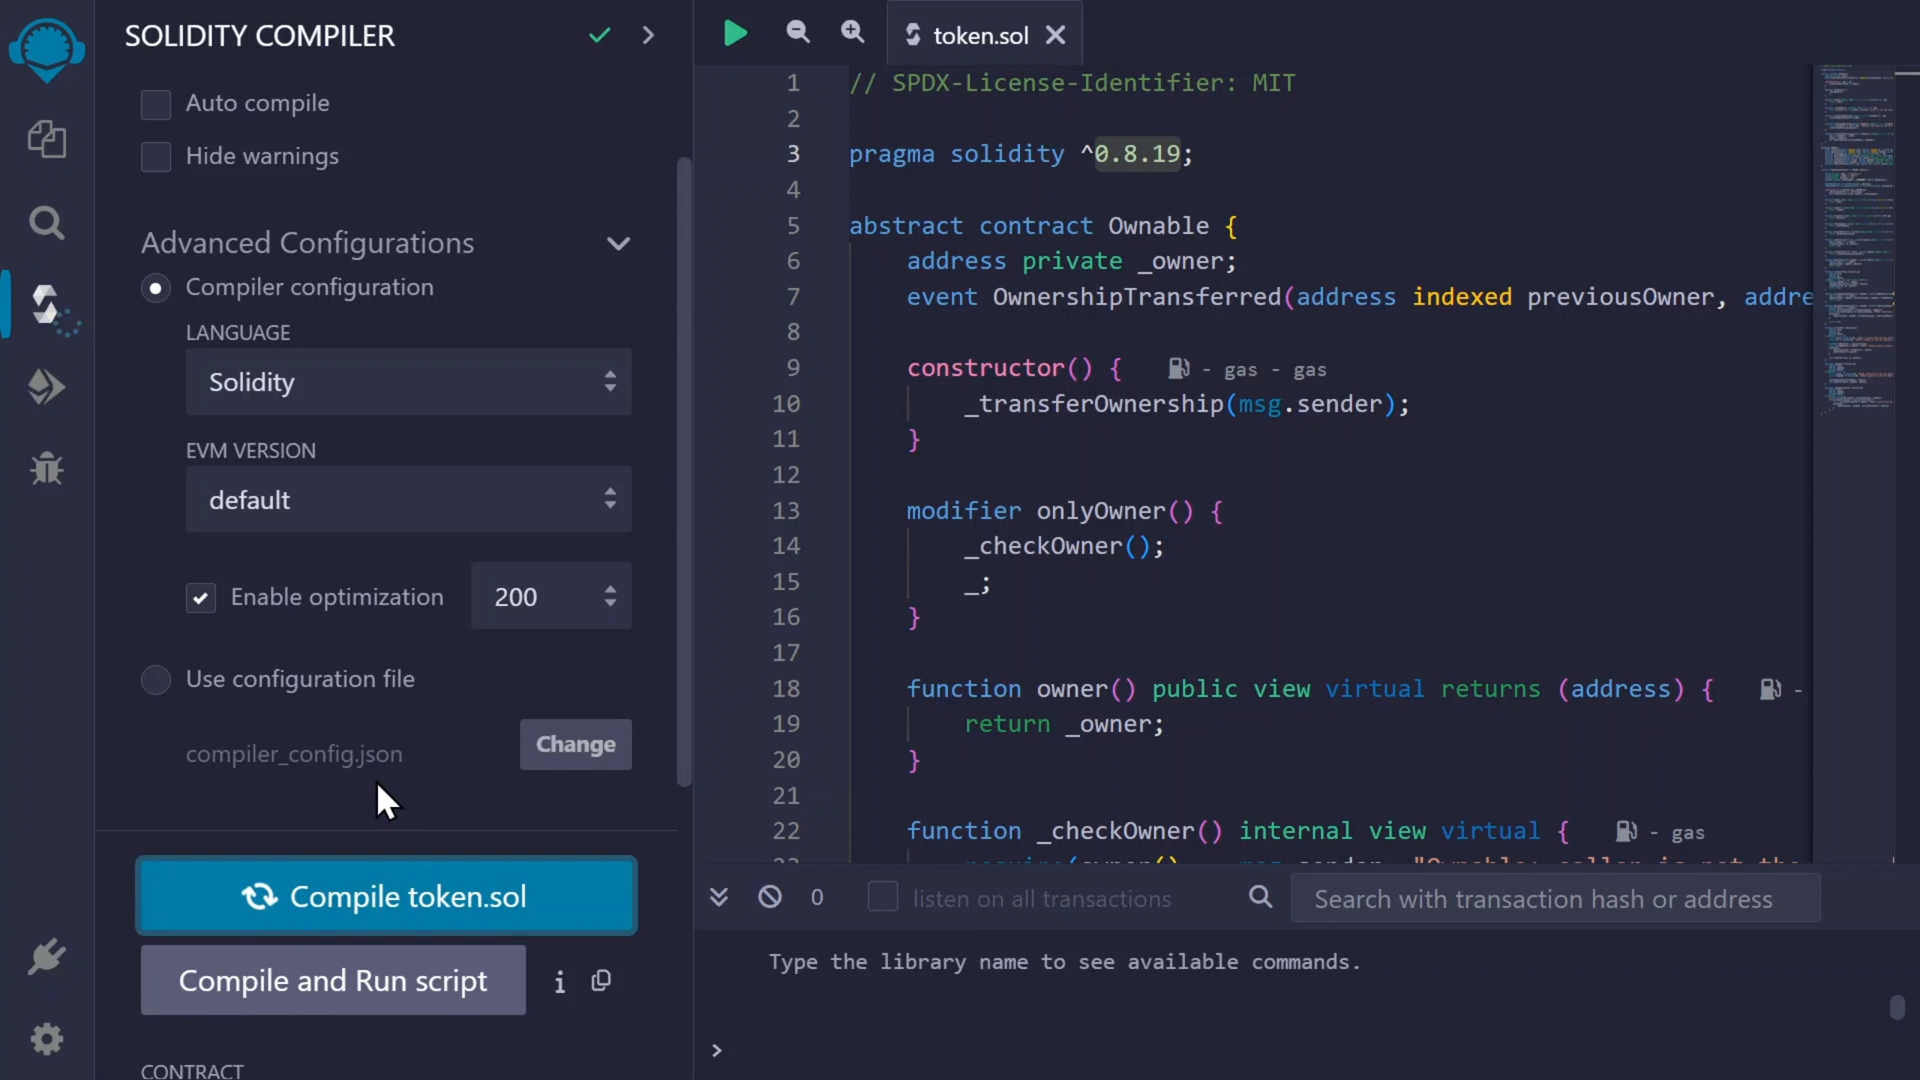 SOLIDITY COMPILER
Auto compile
Hide warnings
Advanced Configurations
Compiler configuration
LANGUAGE
Solidity
EVM VERSION
default
Enable optimization 200
Use configuration file
compiler_config.json Change
Compile token.sol
Compile and Run script
CONTRACT
token.sol
1 // SPDX-License-Identifier: MIT
2
3 pragma solidity ^0.8.19;
4
5 abstract contract Ownable {
6 address private _owner;
7 event OwnershipTransferred(address indexed previousOwner, addre
8
9 constructor() { - gas - gas
10 _transferOwnership(msg.sender);
11 }
12
13 modifier onlyOwner() {
14 _checkOwner();
15 _;
16 }
17
18 function owner() public view virtual returns (address) { -
19 return _owner;
20 }
21
22 function _checkOwner() internal view virtual { - gas
0 listen on all transactions Search with transaction hash or address
Type the library name to see available commands.
>